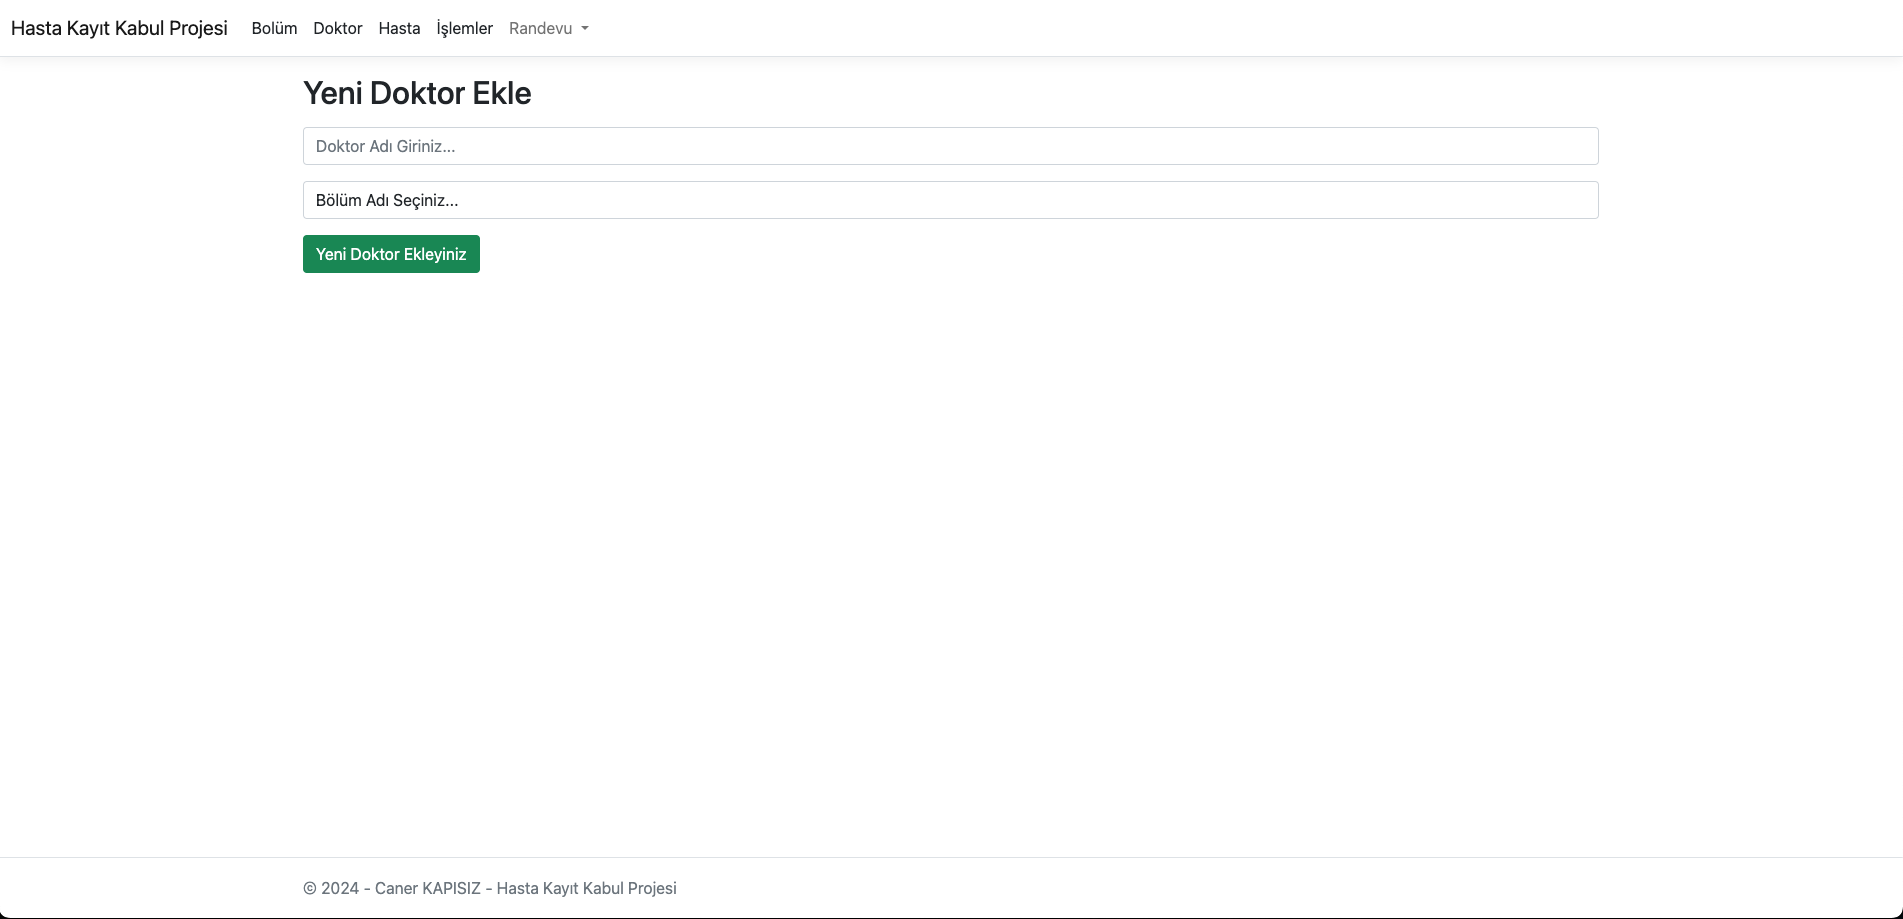 Hasta Kayıt Kabul Projesi Bolüm Doktor Hasta İşlemler Randevu
Yeni Doktor Ekle
Doktor Adı Giriniz...
Bölüm Adı Seçiniz...
Yeni Doktor Ekleyiniz
© 2024 - Caner KAPISIZ - Hasta Kayıt Kabul Projesi